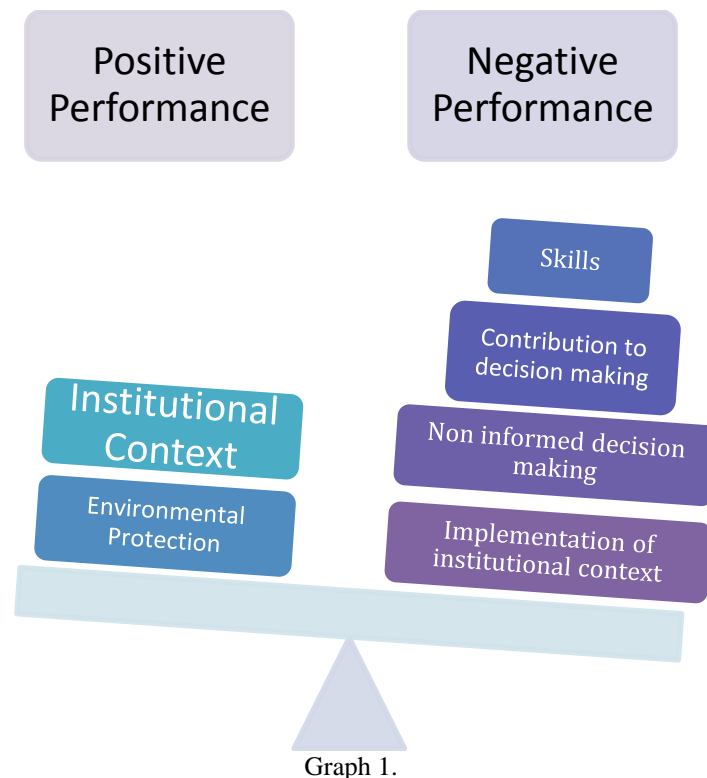 Positive
Performance
Negative
Performance
Skills
Contribution to
decision making
Institutional
Context
Non informed decision
making
Environmental
Protection
Implementation of
institutional context
Graph 1.